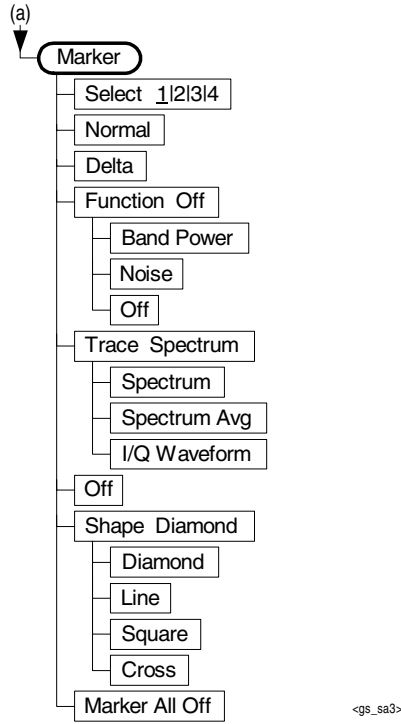 (a)
Marker
Select 1|2|3|4
Normal
Delta
Function Off
Band Power
Noise
Off
Trace Spectrum
Spectrum
Spectrum Avg
I/Q Waveform
Off
Shape Diamond
Diamond
Line
Square
Cross
Marker All Off
<gs_sa3>